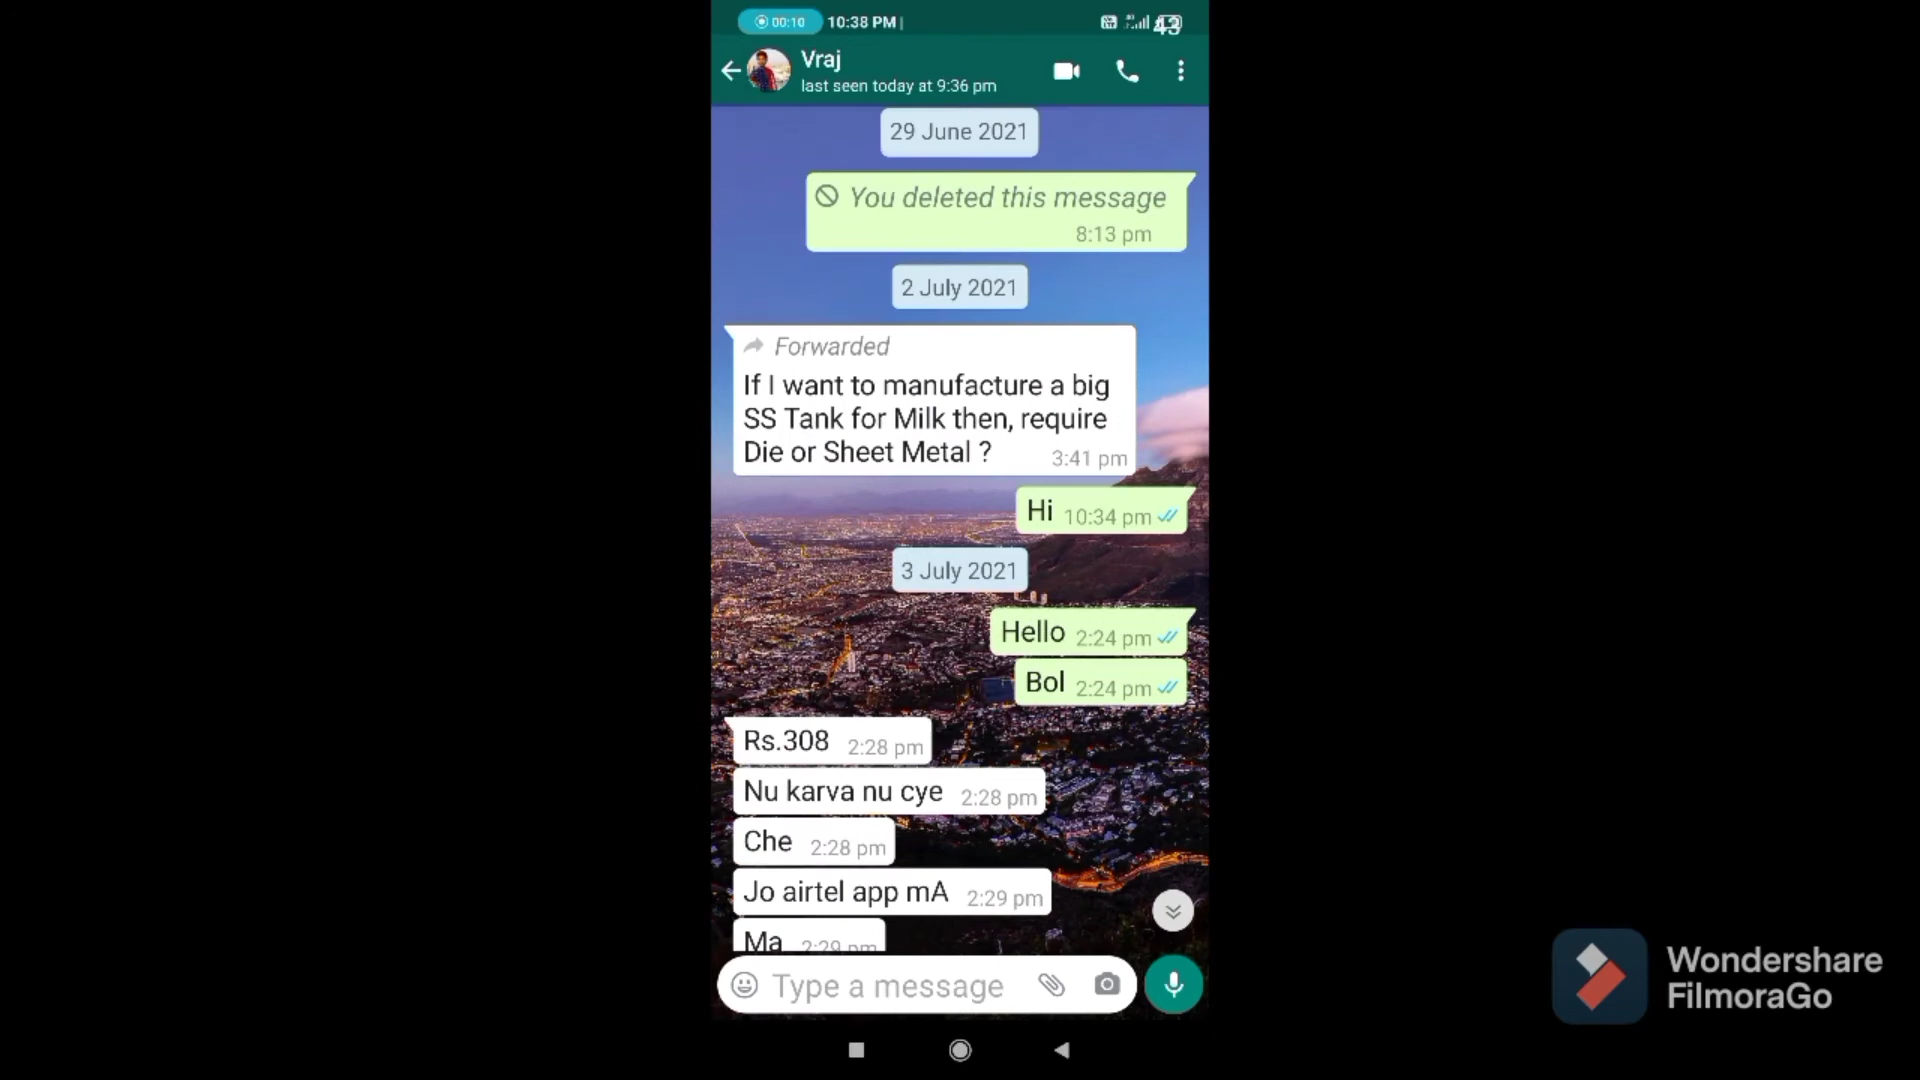 00:10 10:38 PM 43
Vraj
last seen today at 9:36 pm
29 June 2021
You deleted this message
8:13 pm
2 July 2021
Forwarded
If I want to manufacture a big
SS Tank for Milk then, require
Die or Sheet Metal ? 3:41 pm
Hi 10:34 pm
3 July 2021
Hello 2:24 pm
Bol 2:24 pm
Rs.308 2:28 pm
Nu karva nu cye 2:28 pm
Che 2:28 pm
Jo airtel app mA 2:29 pm
Ma 2:29 pm
Type a message
Wondershare
FilmoraGo